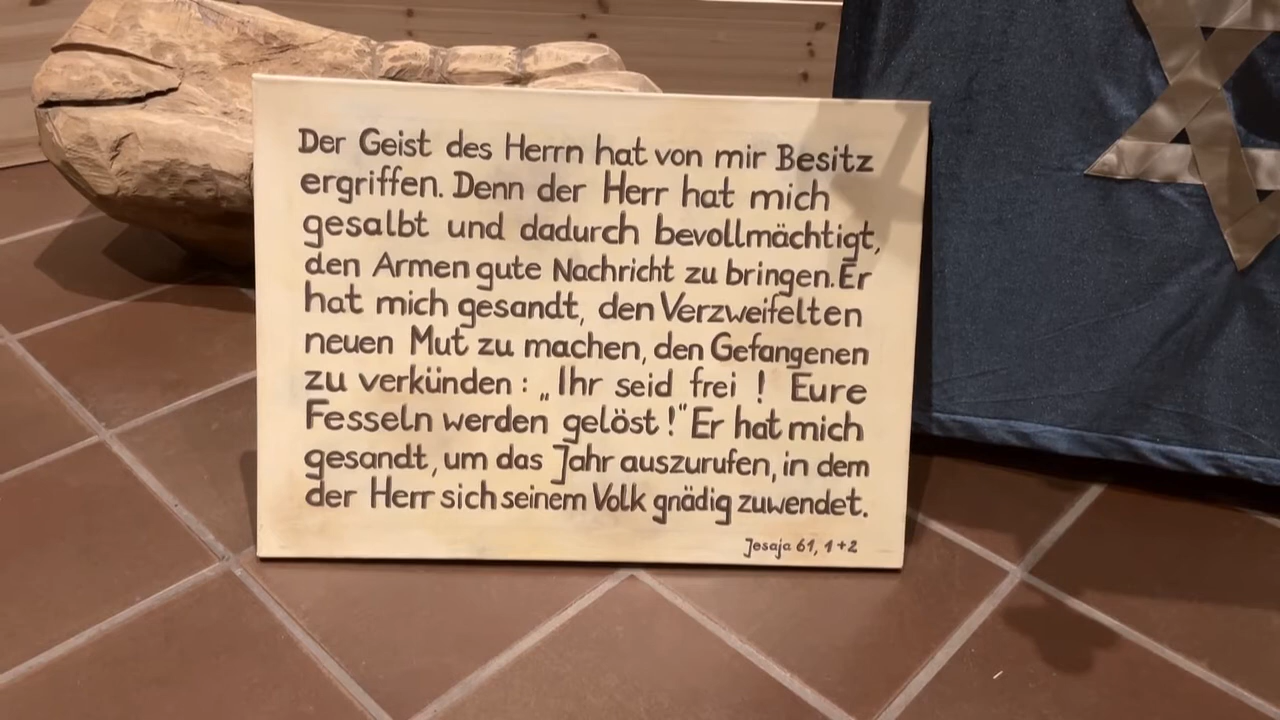 Der Geist des Herrn hat von mir Besitz
ergriffen. Denn der Herr hat mich
gesalbt und dadurch bevollmächtigt,
den Armen gute Nachricht zu bringen. Er
hat mich gesandt, den Verzweifelten
neuen Mut zu machen, den Gefangenen
zu verkünden: „Ihr seid frei! Eure
Fesseln werden gelöst!" Er hat mich
gesandt, um das Jahr auszurufen, in dem
der Herr sich seinem Volk gnädig zuwendet.
Jesaja 61, 1+2